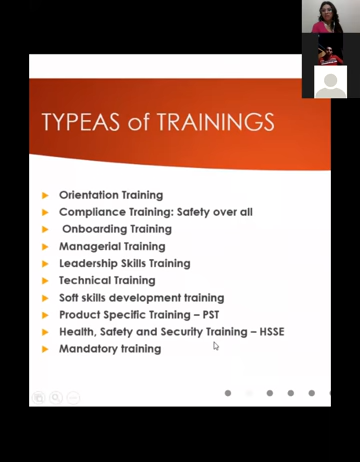 TYPEAS of TRAININGS
Orientation Training
Compliance Training: Safety over all
Onboarding Training
Managerial Training
Leadership Skills Training
Technical Training
Soft skills development training
Product Specific Training – PST
Health, Safety and Security Training – HSSE
Mandatory training